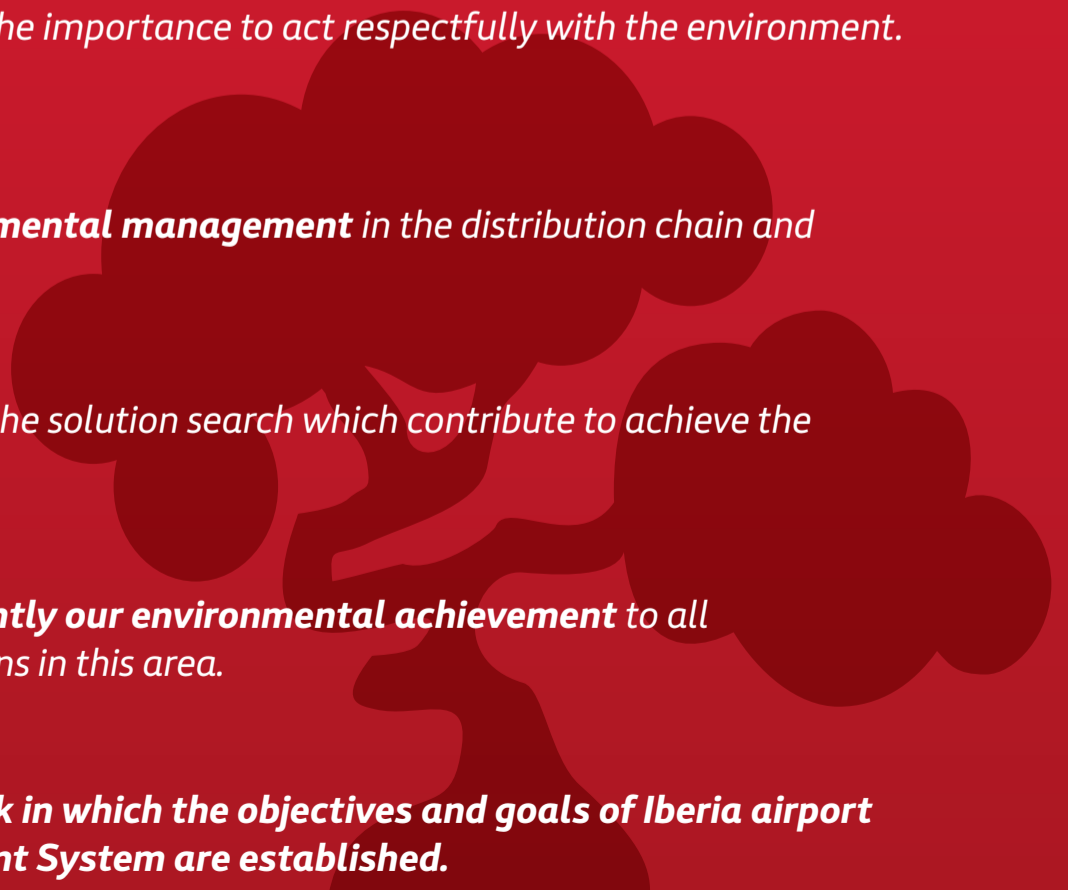 he importance to act respectfully with the environment.
mental management in the distribution chain and
he solution search which contribute to achieve the
ntly our environmental achievement to all
ns in this area.
k in which the objectives and goals of Iberia airport
nt System are established.